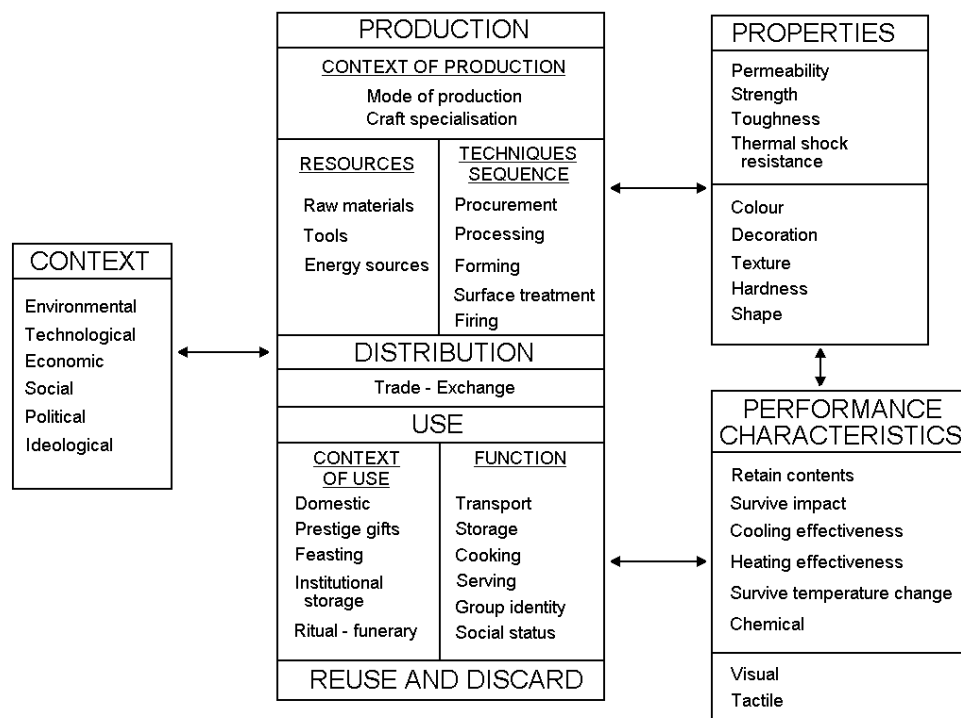 PRODUCTION
CONTEXT OF PRODUCTION
Mode of production
Craft specialisation
RESOURCES
Raw materials
Tools
Energy sources
TECHNIQUES
SEQUENCE
Procurement
Processing
Forming
Surface treatment
Firing
DISTRIBUTION
Trade - Exchange
USE
CONTEXT
OF USE
Domestic
Prestige gifts
Feasting
Institutional
storage
Ritual - funerary
FUNCTION
Transport
Storage
Cooking
Serving
Group identity
Social status
REUSE AND DISCARD
CONTEXT
Environmental
Technological
Economic
Social
Political
Ideological
PROPERTIES
Permeability
Strength
Toughness
Thermal shock
resistance
Colour
Decoration
Texture
Hardness
Shape
PERFORMANCE
CHARACTERISTICS
Retain contents
Survive impact
Cooling effectiveness
Heating effectiveness
Survive temperature change
Chemical
Visual
Tactile